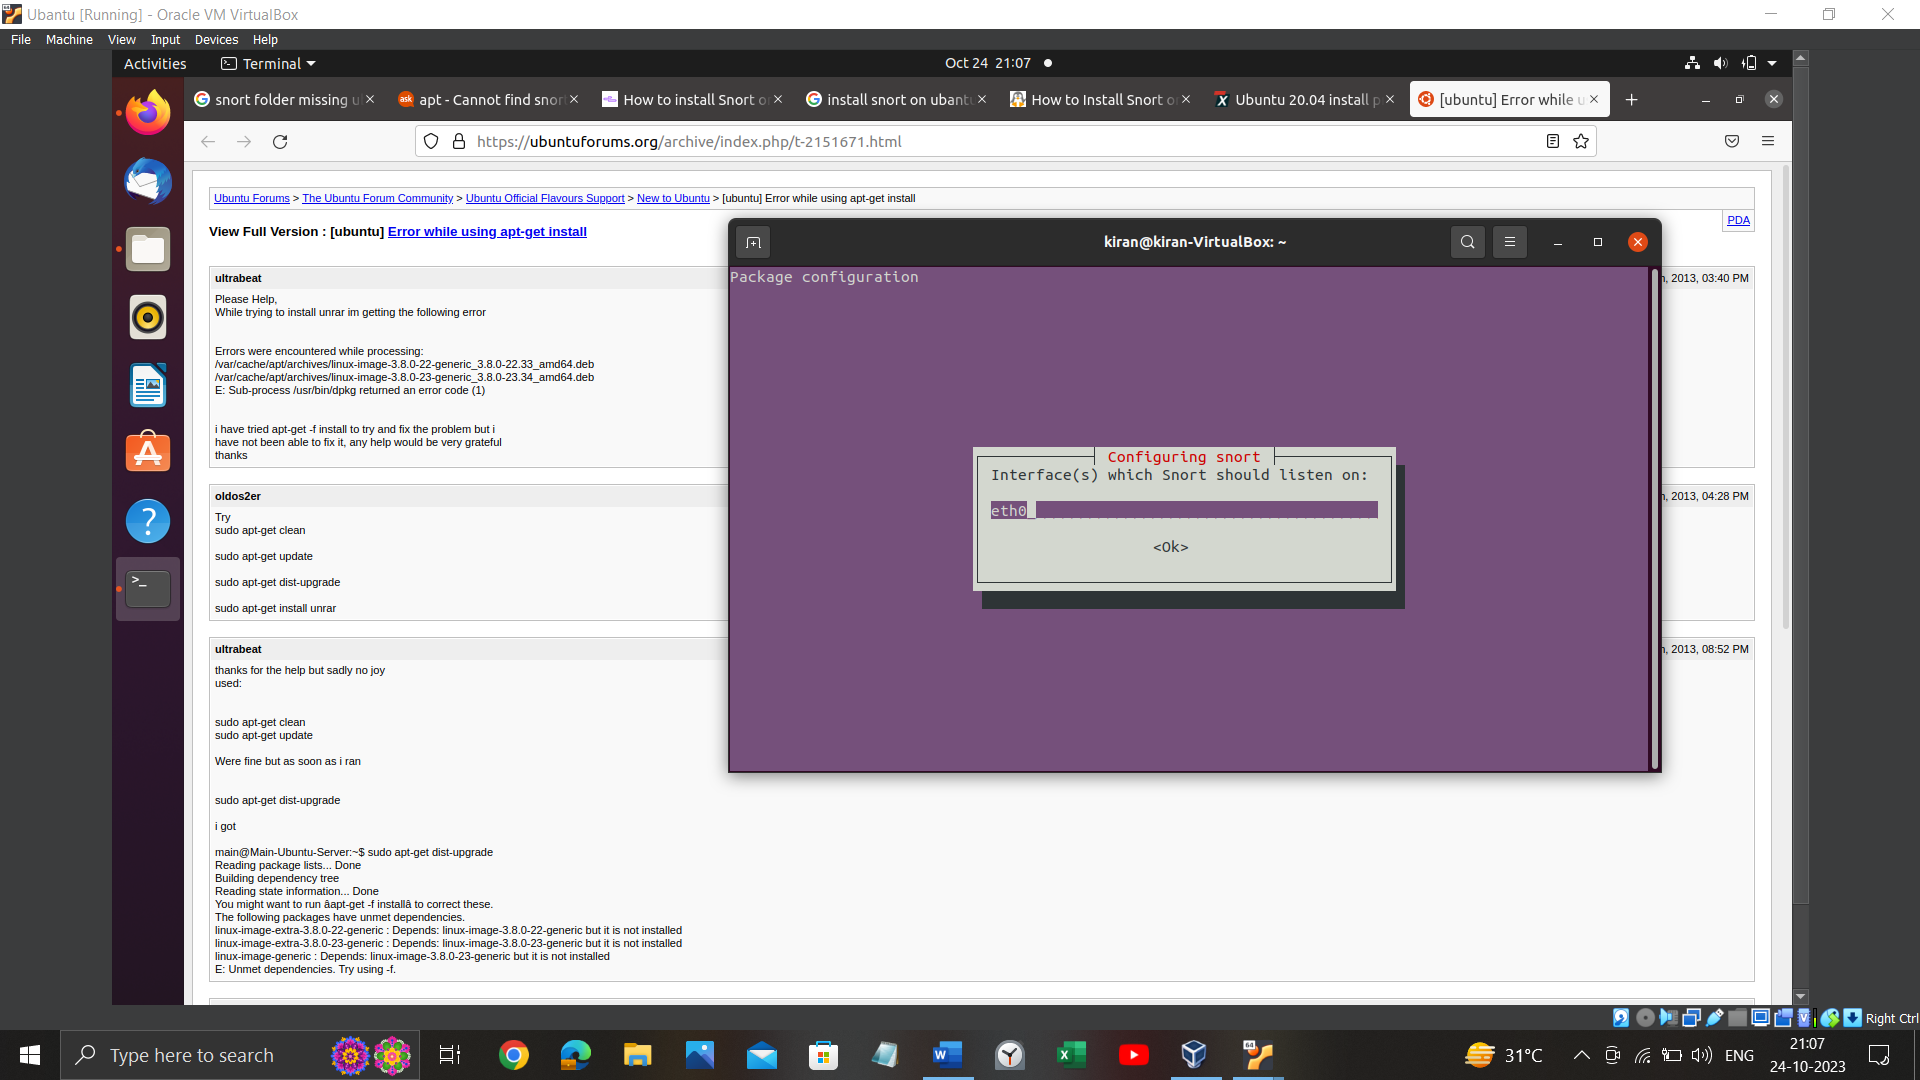 Ubantu [Running] - Oracle VM VirtualBox
File Machine View Input Devices Help
Activities Terminal Oct 24 21:07
snort folder missing u
apt - Cannot find snor
How to install Snort o
install snort on ubant
How to Install Snort o
Ubuntu 20.04 install p
[ubuntu] Error while u
https://ubuntuforums.org/archive/index.php/t-2151671.html
Ubuntu Forums > The Ubuntu Forum Community > Ubuntu Official Flavours Support > New to Ubuntu > [ubuntu] Error while using apt-get install
PDA
View Full Version : [ubuntu] Error while using apt-get install
ultrabeat
, 2013, 03:40 PM
Please Help,
While trying to install unrar im getting the following error
Errors were encountered while processing:
/var/cache/apt/archives/linux-image-3.8.0-22-generic_3.8.0-22.33_amd64.deb
/var/cache/apt/archives/linux-image-3.8.0-23-generic_3.8.0-23.34_amd64.deb
E: Sub-process /usr/bin/dpkg returned an error code (1)
i have tried apt-get -f install to try and fix the problem but i
have not been able to fix it, any help would be very grateful
thanks
oldos2er
, 2013, 04:28 PM
Try
sudo apt-get clean
sudo apt-get update
sudo apt-get dist-upgrade
sudo apt-get install unrar
ultrabeat
, 2013, 08:52 PM
thanks for the help but sadly no joy
used:
sudo apt-get clean
sudo apt-get update
Were fine but as soon as i ran
sudo apt-get dist-upgrade
i got
main@Main-Ubuntu-Server:~$ sudo apt-get dist-upgrade
Reading package lists... Done
Building dependency tree
Reading state information... Done
You might want to run âapt-get -f installâ to correct these.
The following packages have unmet dependencies.
linux-image-extra-3.8.0-22-generic : Depends: linux-image-3.8.0-22-generic but it is not installed
linux-image-extra-3.8.0-23-generic : Depends: linux-image-3.8.0-23-generic but it is not installed
linux-image-generic : Depends: linux-image-3.8.0-23-generic but it is not installed
E: Unmet dependencies. Try using -f.
kiran@kiran-VirtualBox: ~
Package configuration
Configuring snort
Interface(s) which Snort should listen on:
eth0
<Ok>
Right Ctrl
Type here to search
31°C
ENG
21:07
24-10-2023